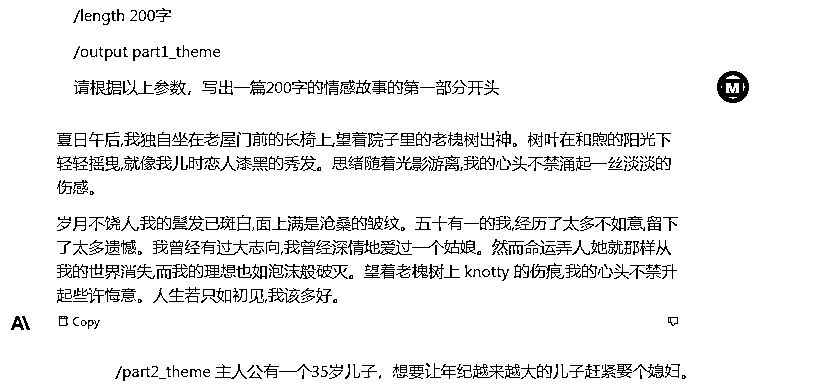 /length 200字
/output part1_theme
请根据以上参数，写出一篇200字的情感故事的第一部分开头
M
夏日午后,我独自坐在老屋门前的长椅上,望着院子里的老槐树出神。树叶在和煦的阳光下
轻轻摇曳,就像我儿时恋人漆黑的秀发。思绪随着光影游离,我的心头不禁涌起一丝淡淡的
伤感。
岁月不饶人,我的鬓发已斑白,面上满是沧桑的皱纹。五十有一的我,经历了太多不如意,留下
了太多遗憾。我曾经有过大志向,我曾经深情地爱过一个姑娘。然而命运弄人,她就那样从
我的世界消失,而我的理想也如泡沫般破灭。望着老槐树上 knotty 的伤痕,我的心头不禁升
起些许悔意。人生若只如初见,我该多好。
A\
Copy
/part2_theme 主人公有一个35岁儿子，想要让年纪越来越大的儿子赶紧娶个媳妇。